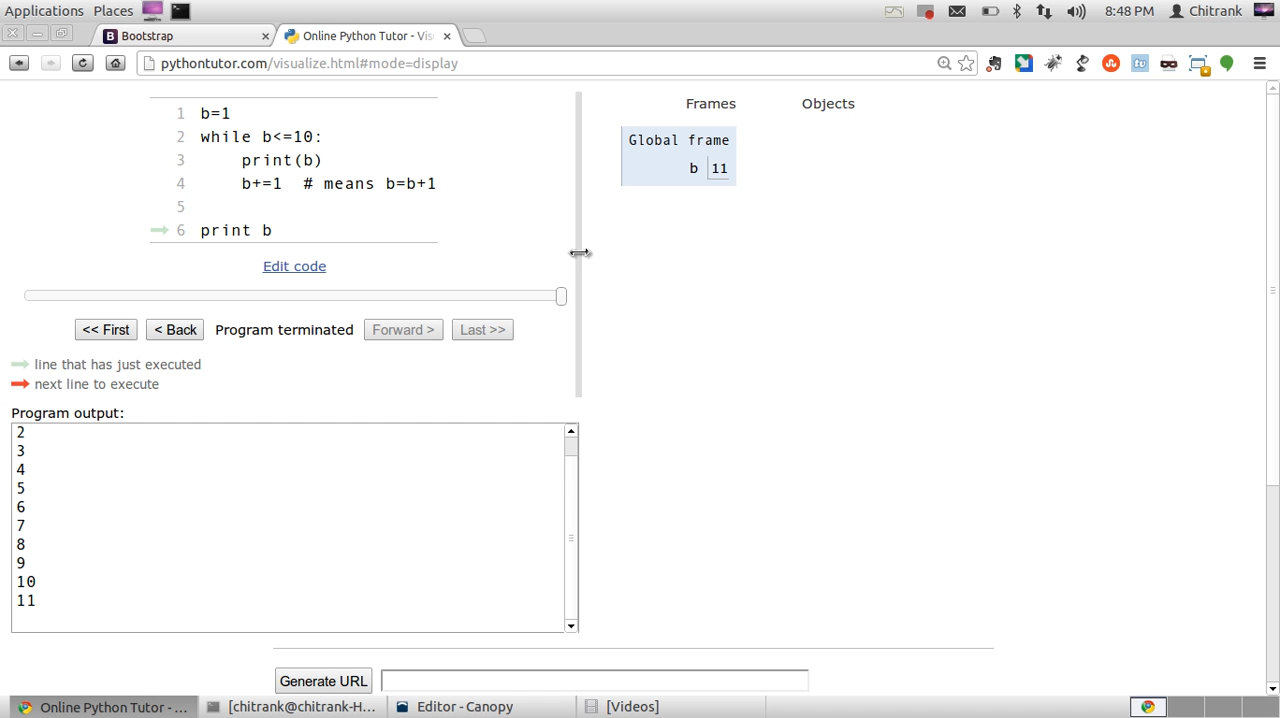 Applications Places 8:48 PM Chitrank
Bootstrap × Online Python Tutor - Vis ×
pythontutor.com/visualize.html#mode=display
1 b=1
2 while b<=10:
3 print(b)
4 b+=1 # means b=b+1
5
6 print b
Edit code
<< First < Back Program terminated Forward > Last >>
line that has just executed
next line to execute
Frames Objects
Global frame
b 11
Program output:
2
3
4
5
6
7
8
9
10
11
Generate URL
Online Python Tutor - ... [chitrank@chitrank-H... Editor - Canopy [Videos]